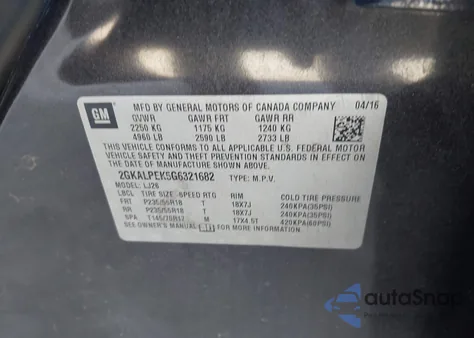 GM
MFD BY GENERAL MOTORS OF CANADA COMPANY 04/16
GVWR GAWR FRT GAWR RR
2250 KG 1175 KG 1240 KG
4960 LB 2590 LB 2733 LB
THIS VEHICLE CONFORMS TO ALL APPLICABLE U.S. FEDERAL MOTOR
VEHICLE SAFETY AND THEFT PREVENTION STANDARDS IN EFFECT ON
THE DATE OF MANUFACTURE SHOWN ABOVE.
2GKALPEK5G6321682 TYPE: M.P.V.
MODEL: LJ26
LBCL TIRE SIZE SPEED RTG RIM COLD TIRE PRESSURE
FRT P235/55R18 T 18X7J 240KPA(35PSI)
RR P235/55R18 T 18X7J 240KPA(35PSI)
SPA T145/70R17 M 17X4.5T 420KPA(60PSI)
SEE OWNER'S MANUAL FOR MORE INFORMATION.
autoSnap